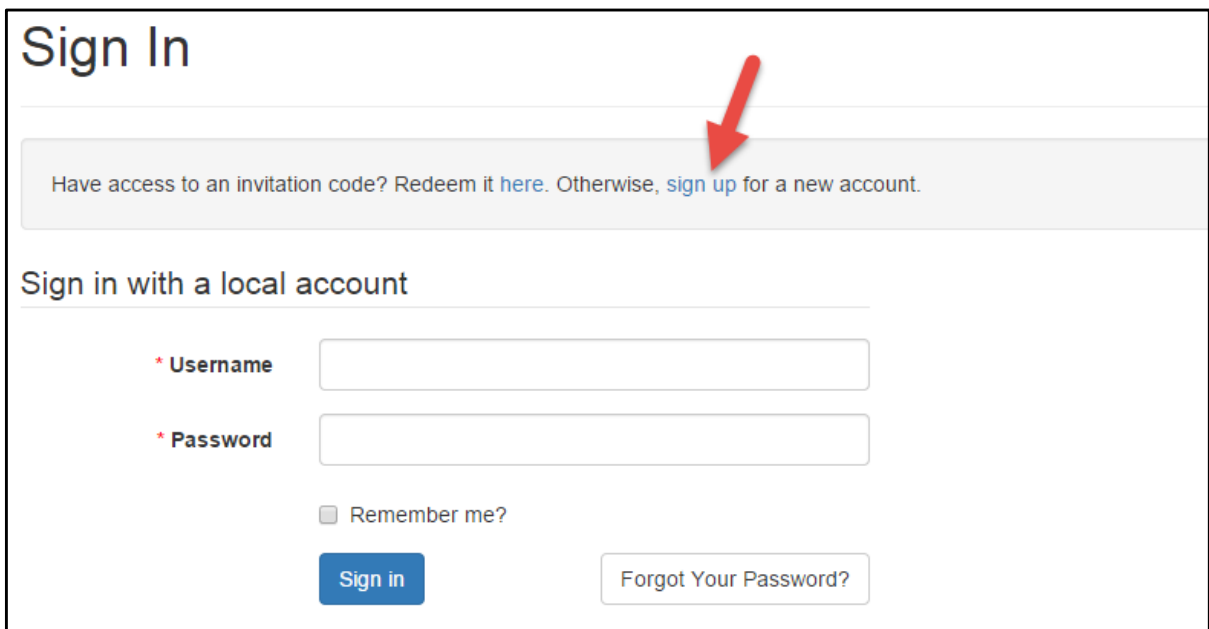 Sign In
Have access to an invitation code? Redeem it here. Otherwise, sign up for a new account.
Sign in with a local account
* Username
* Password
Remember me?
Sign in
Forgot Your Password?